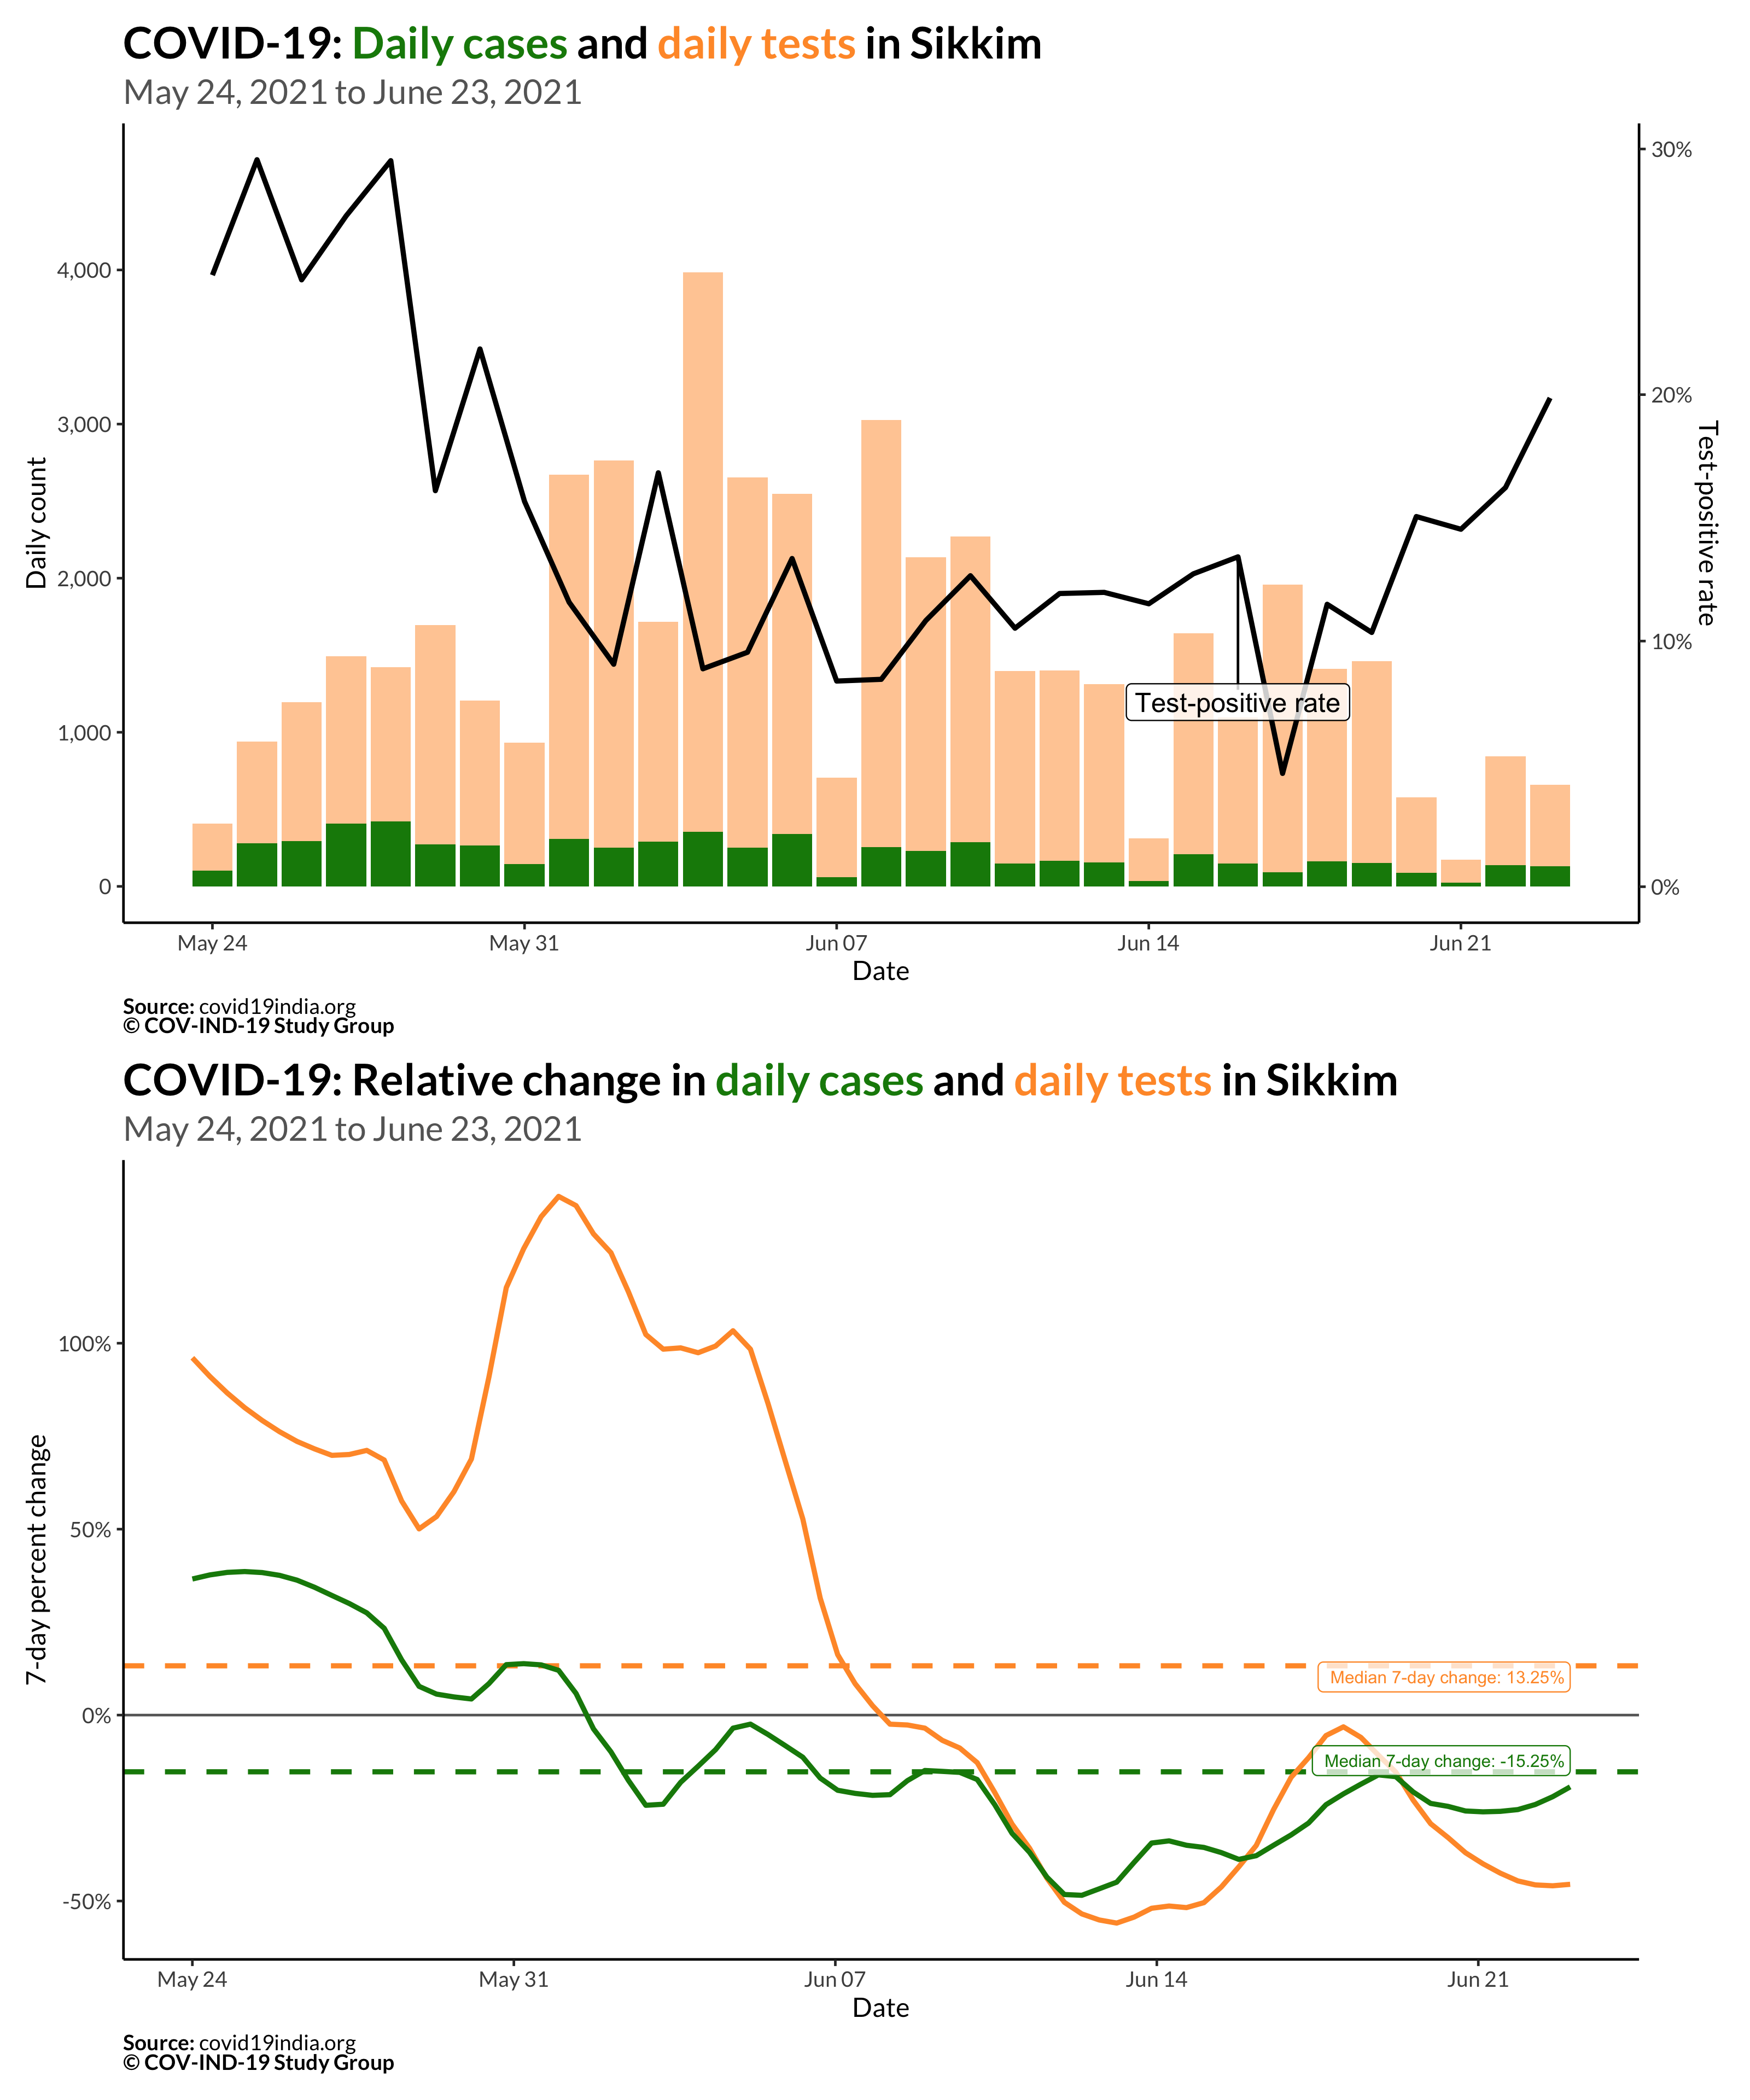 COVID-19: Daily cases and daily tests in Sikkim
May 24, 2021 to June 23, 2021
30%
20%
10%
0%
Test-positive rate
4,000
3,000
2,000
1,000
0
Daily count
Test-positive rate
May 24
May 31
Jun 07
Jun 14
Jun 21
Date
Source: covid19india.org
© COV-IND-19 Study Group
COVID-19: Relative change in daily cases and daily tests in Sikkim
May 24, 2021 to June 23, 2021
100%
50%
0%
-50%
7-day percent change
Median 7-day change: 13.25%
Median 7-day change: -15.25%
May 24
May 31
Jun 07
Jun 14
Jun 21
Date
Source: covid19india.org
© COV-IND-19 Study Group